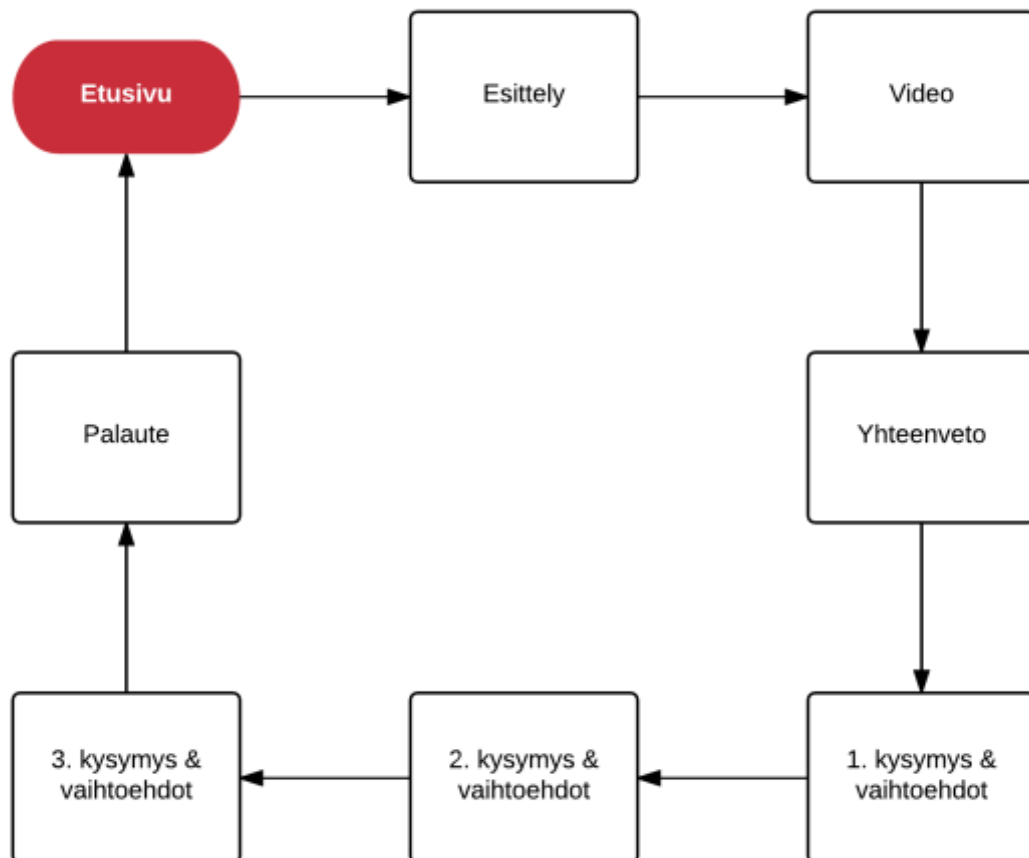 Etusivu
Esittely
Video
Palaute
Yhteenveto
3. kysymys &
vaihtoehdot
2. kysymys &
vaihtoehdot
1. kysymys &
vaihtoehdot